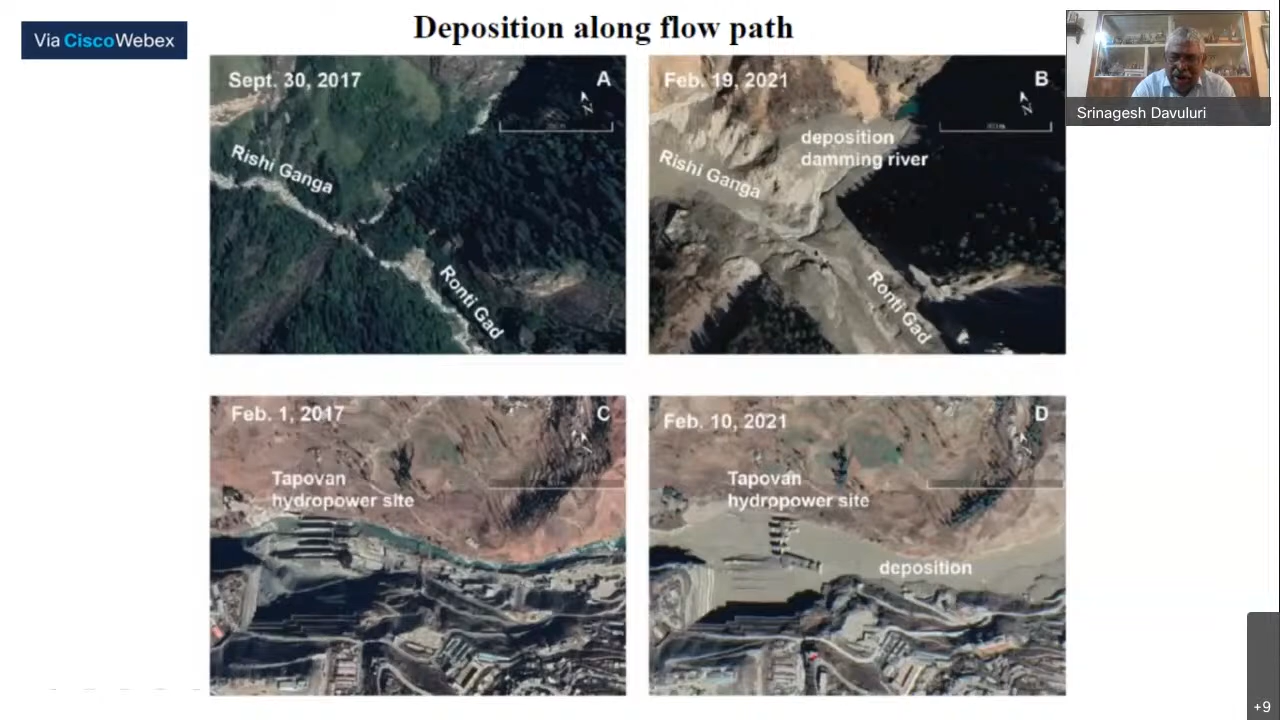 Deposition along flow path
Via CiscoWebex
Sept. 30, 2017
A
Rishi Ganga
Ronti Gad
Feb. 19, 2021
B
deposition
damming river
Rishi Ganga
Ronti Gad
Srinagesh Davuluri
Feb. 1, 2017
C
Tapovan
hydropower site
Feb. 10, 2021
D
Tapovan
hydropower site
deposition
+9